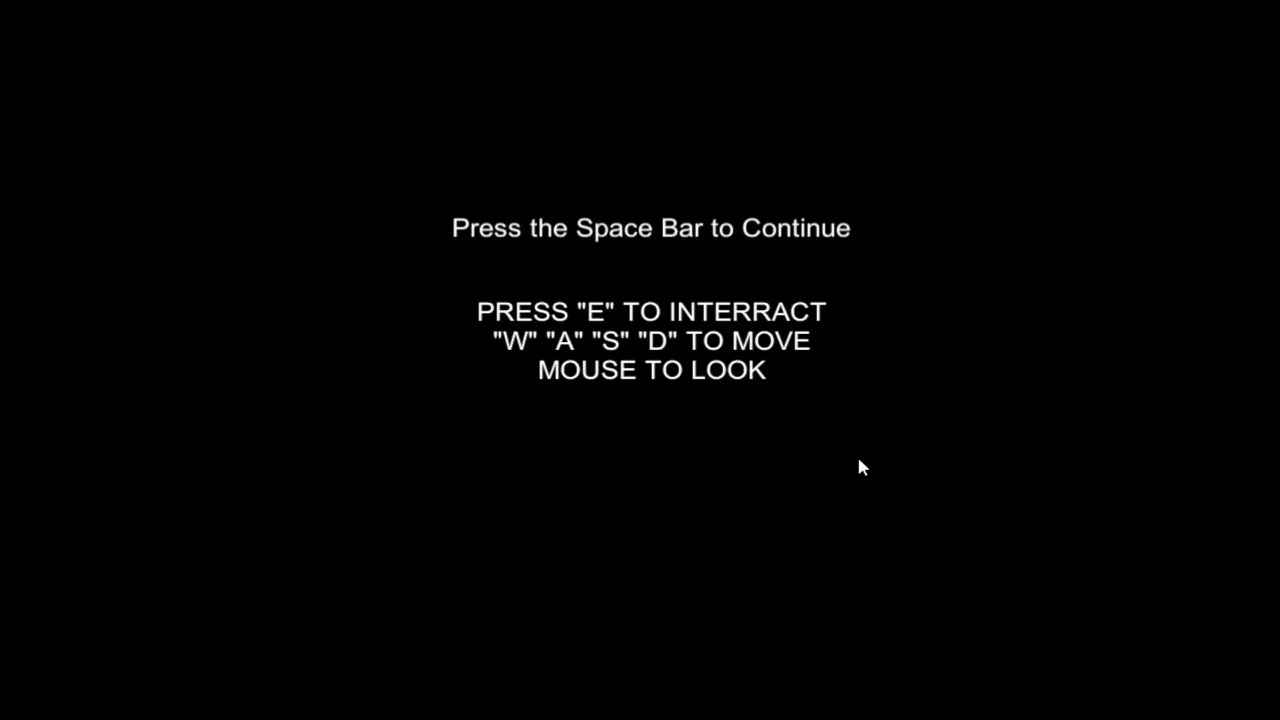 Press the Space Bar to Continue
PRESS "E" TO INTERRACT
"W" "A" "S" "D" TO MOVE
MOUSE TO LOOK